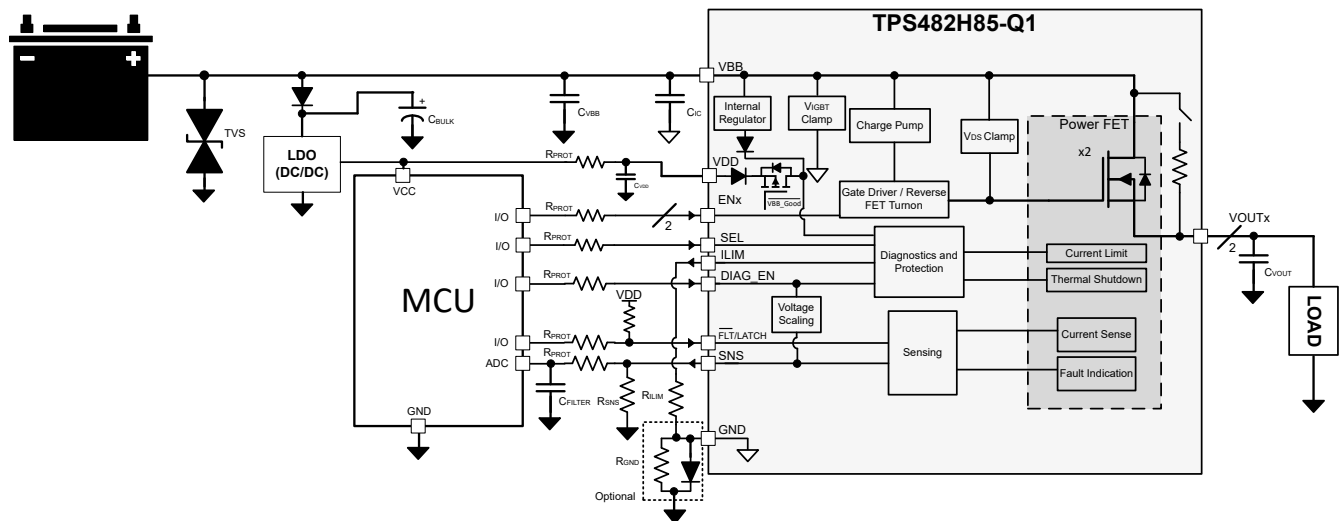 TPS482H85-Q1
VBB
TVS
CBULK
CVBB
CIC
Internal
Regulator
VIGBT
Clamp
Charge Pump
VDS Clamp
Power FET
x2
LDO
(DC/DC)
RPROT
CVDD
VDD
VBB_Good
Gate Driver / Reverse
FET Turnon
VCC
I/O
RPROT
2
ENx
I/O
RPROT
SEL
ILIM
Diagnostics and
Protection
Current Limit
Thermal Shutdown
I/O
RPROT
DIAG_EN
VOUTx
2
CVOUT
LOAD
MCU
VDD
Voltage
Scaling
I/O
RPROT
FLT/LATCH
Sensing
Current Sense
Fault Indication
ADC
RPROT
SNS
CFILTER
RSNS
RILIM
GND
GND
RGND
Optional